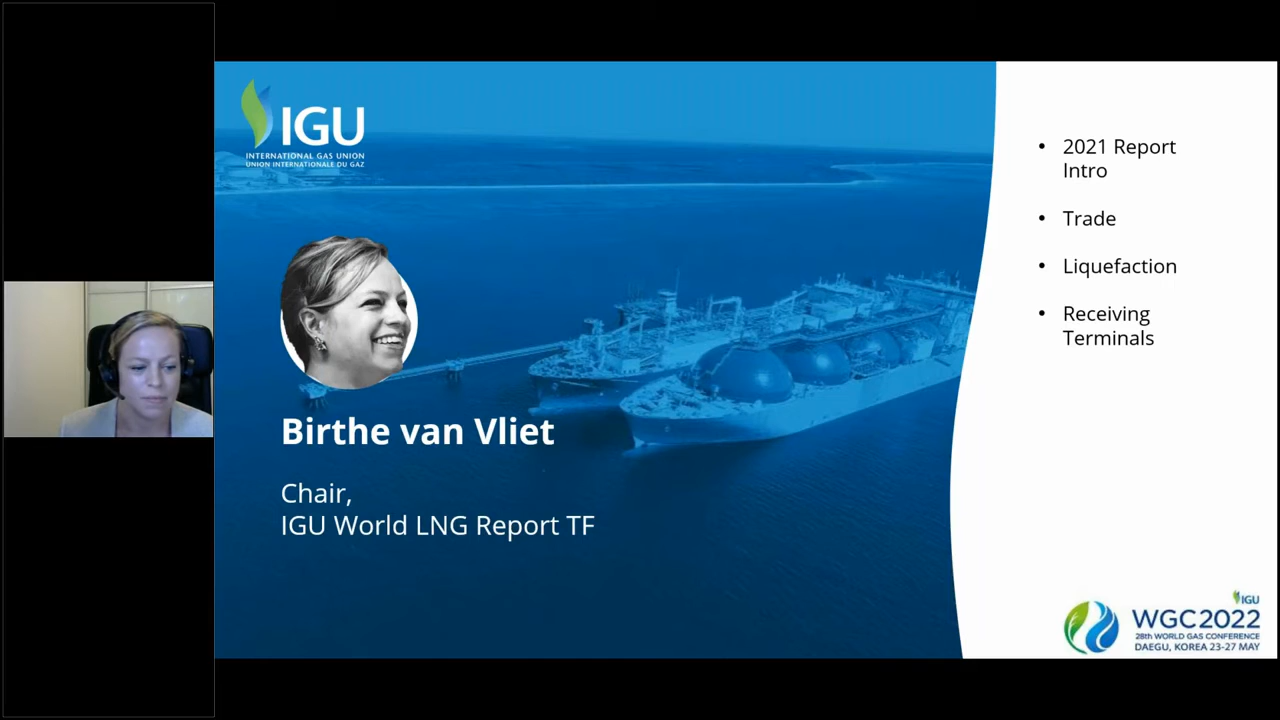 IGU
INTERNATIONAL GAS UNION
UNION INTERNATIONALE DU GAZ
Birthe van Vliet
Chair,
IGU World LNG Report TF
• 2021 Report
Intro
• Trade
• Liquefaction
• Receiving
Terminals
IGU
WGC2022
28th WORLD GAS CONFERENCE
DAEGU, KOREA 23-27 MAY